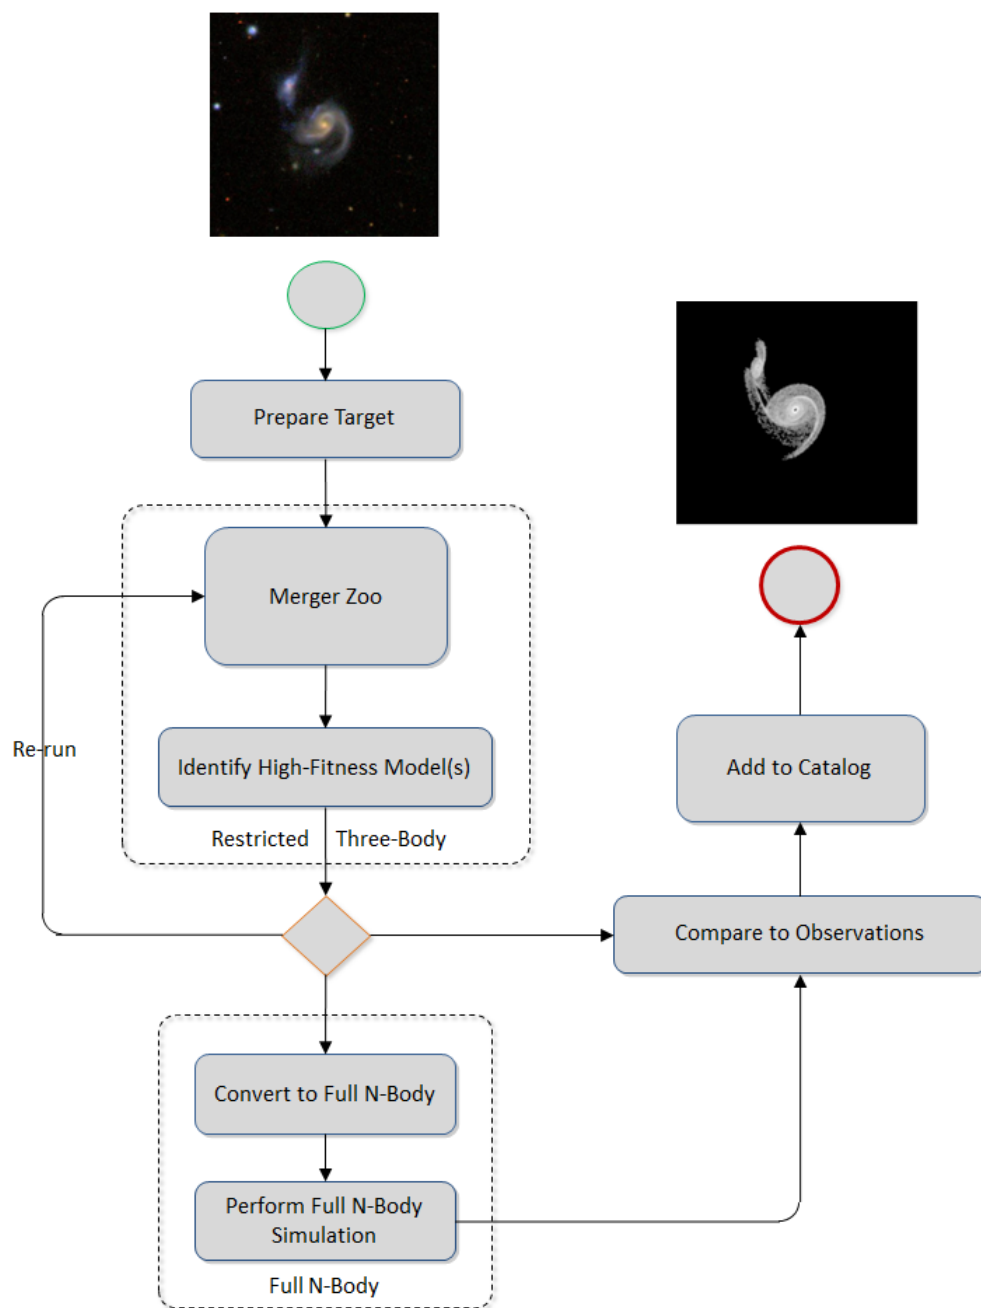 Prepare Target
Merger Zoo
Re-run
Identify High-Fitness Model(s)
Restricted Three-Body
Add to Catalog
Compare to Observations
Convert to Full N-Body
Perform Full N-Body
Simulation
Full N-Body